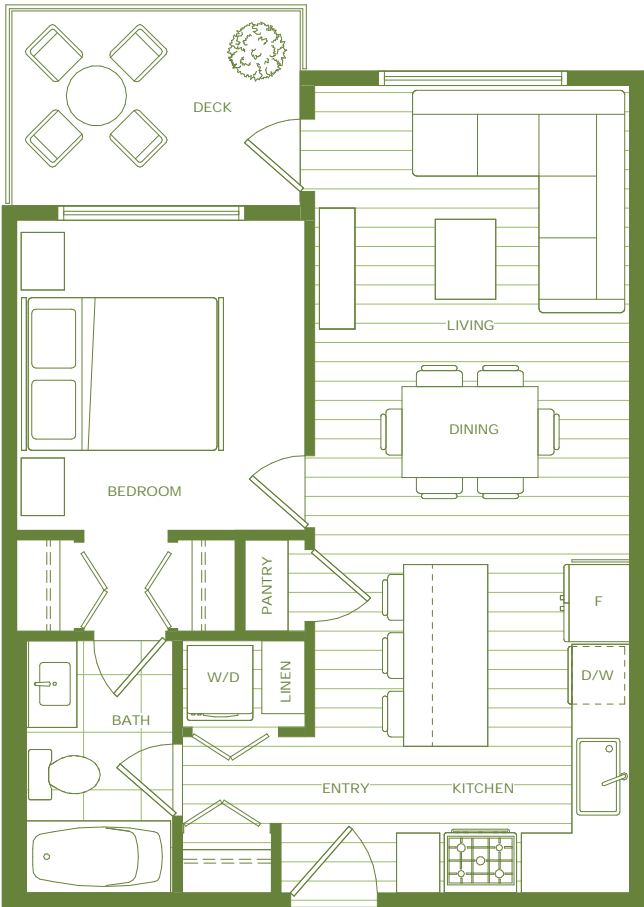 DECK
LIVING
DINING
BEDROOM
PANTRY
F
W/D
LINEN
D/W
BATH
ENTRY
KITCHEN